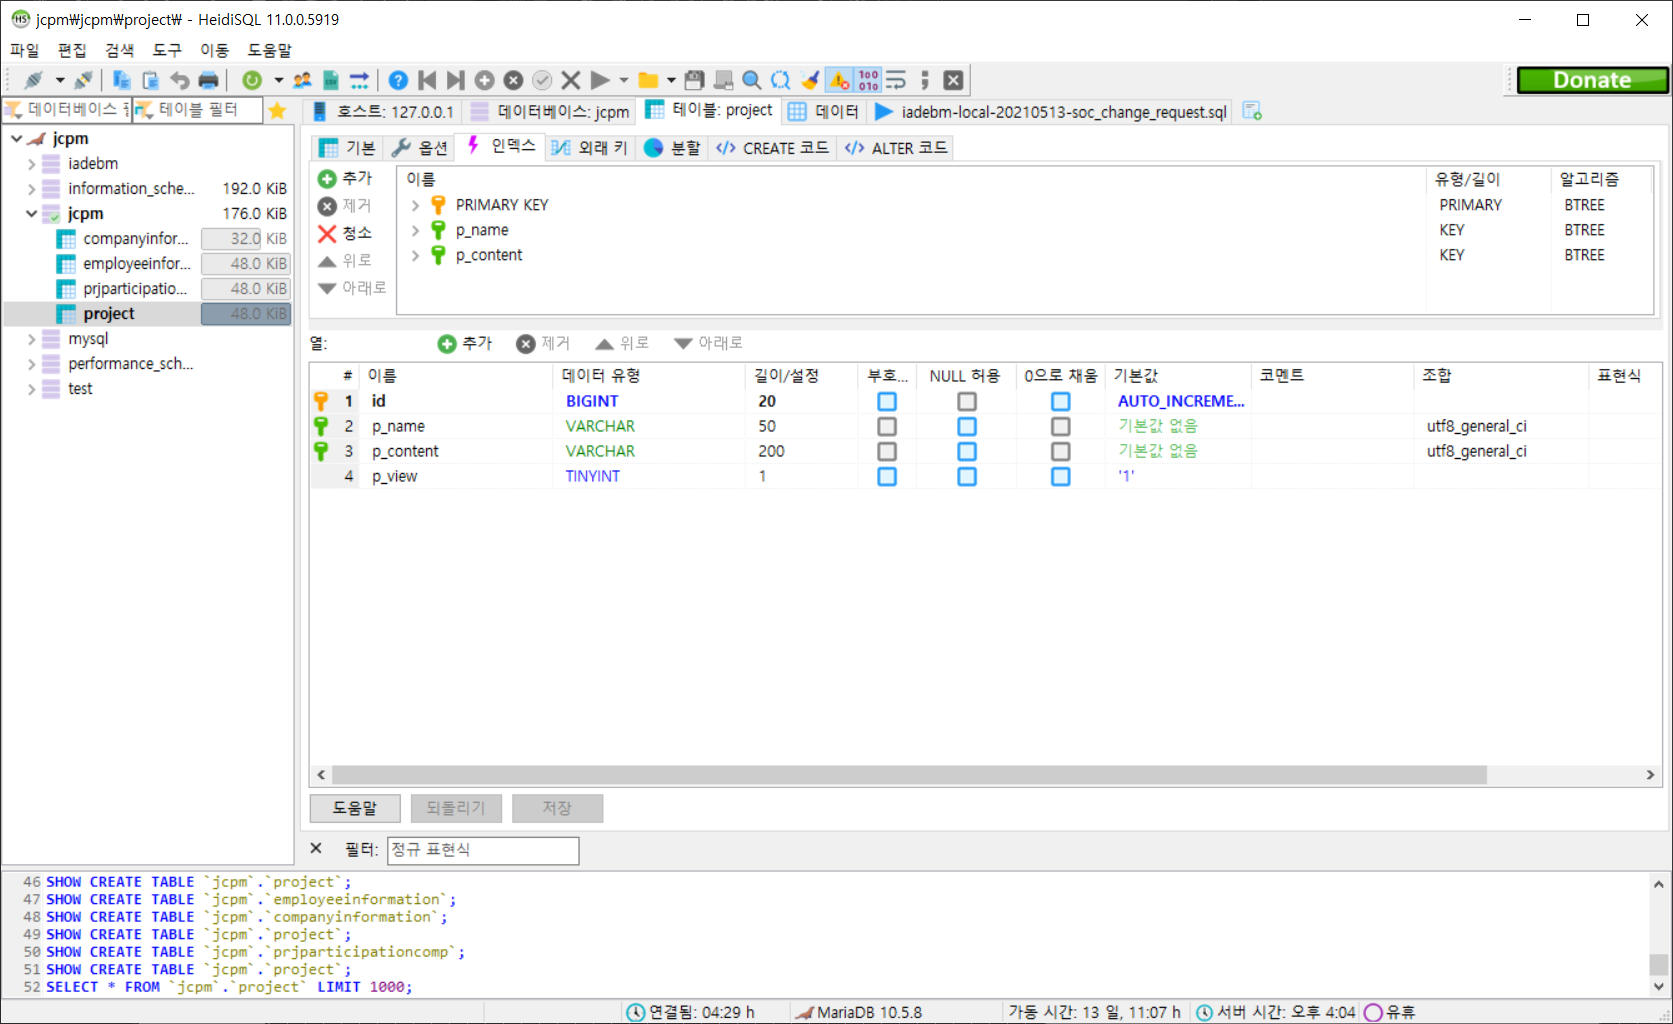 jcpm₩jcpm₩project₩ - HeidiSQL 11.0.0.5919
파일 편집 검색 도구 이동 도움말
Donate
데이터베이스 테이블 필터 호스트: 127.0.0.1 데이터베이스: jcpm 테이블: project 데이터 iadebm-local-20210513-soc_change_request.sql
jcpm
iadebm
information_sche... 192.0 KiB
jcpm 176.0 KiB
companyinfor... 32.0 KiB
employeeinfor... 48.0 KiB
prjparticipatio... 48.0 KiB
project 48.0 KiB
mysql
performance_sch...
test
기본 옵션 인덱스 외래 키 분할 </> CREATE 코드 </> ALTER 코드
추가
제거
청소
위로
아래로
이름 유형/길이 알고리즘
PRIMARY KEY PRIMARY BTREE
p_name KEY BTREE
p_content KEY BTREE
열: 추가 제거 위로 아래로
# 이름 데이터 유형 길이/설정 부호... NULL 허용 0으로 채움 기본값 코멘트 조합 표현식
1 id BIGINT 20 AUTO_INCREME...
2 p_name VARCHAR 50 기본값 없음 utf8_general_ci
3 p_content VARCHAR 200 기본값 없음 utf8_general_ci
4 p_view TINYINT 1 '1'
도움말 되돌리기 저장
필터: 정규 표현식
46 SHOW CREATE TABLE `jcpm`.`project`;
47 SHOW CREATE TABLE `jcpm`.`employeeinformation`;
48 SHOW CREATE TABLE `jcpm`.`companyinformation`;
49 SHOW CREATE TABLE `jcpm`.`project`;
50 SHOW CREATE TABLE `jcpm`.`prjparticipationcomp`;
51 SHOW CREATE TABLE `jcpm`.`project`;
52 SELECT * FROM `jcpm`.`project` LIMIT 1000;
연결됨: 04:29 h MariaDB 10.5.8 가동 시간: 13 일, 11:07 h 서버 시간: 오후 4:04 유휴